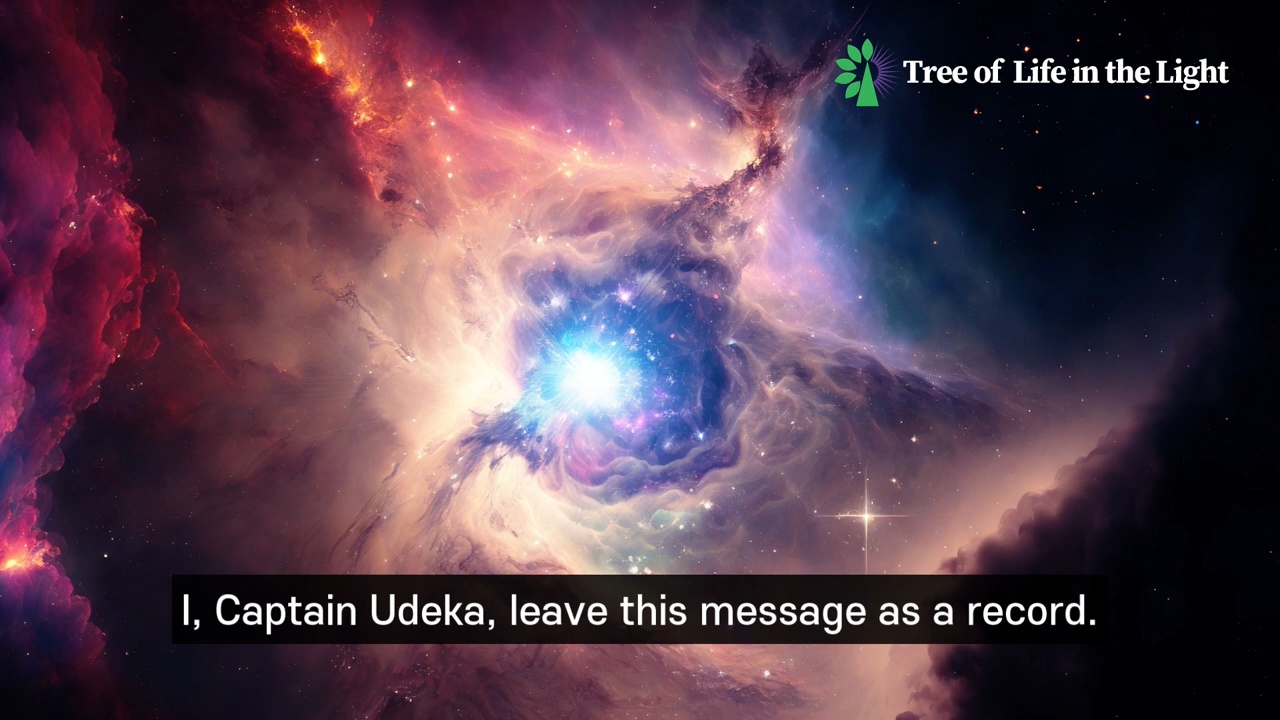 Tree of Life in the Light
I, Captain Udeka, leave this message as a record.